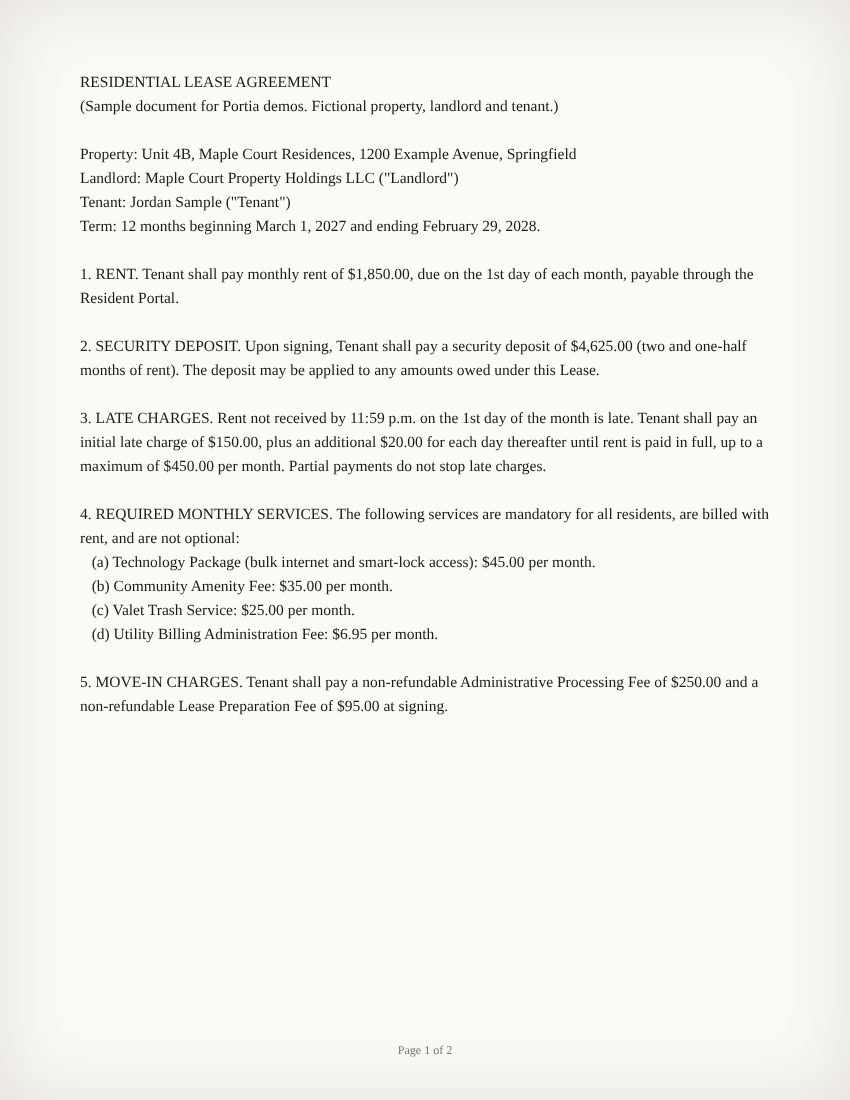 RESIDENTIAL LEASE AGREEMENT
(Sample document for Portia demos. Fictional property, landlord and tenant.)
Property: Unit 4B, Maple Court Residences, 1200 Example Avenue, Springfield
Landlord: Maple Court Property Holdings LLC ("Landlord")
Tenant: Jordan Sample ("Tenant")
Term: 12 months beginning March 1, 2027 and ending February 29, 2028.
1. RENT. Tenant shall pay monthly rent of $1,850.00, due on the 1st day of each month, payable through the
Resident Portal.
2. SECURITY DEPOSIT. Upon signing, Tenant shall pay a security deposit of $4,625.00 (two and one-half
months of rent). The deposit may be applied to any amounts owed under this Lease.
3. LATE CHARGES. Rent not received by 11:59 p.m. on the 1st day of the month is late. Tenant shall pay an
initial late charge of $150.00, plus an additional $20.00 for each day thereafter until rent is paid in full, up to a
maximum of $450.00 per month. Partial payments do not stop late charges.
4. REQUIRED MONTHLY SERVICES. The following services are mandatory for all residents, are billed with
rent, and are not optional:
(a) Technology Package (bulk internet and smart-lock access): $45.00 per month.
(b) Community Amenity Fee: $35.00 per month.
(c) Valet Trash Service: $25.00 per month.
(d) Utility Billing Administration Fee: $6.95 per month.
5. MOVE-IN CHARGES. Tenant shall pay a non-refundable Administrative Processing Fee of $250.00 and a
non-refundable Lease Preparation Fee of $95.00 at signing.
Page 1 of 2